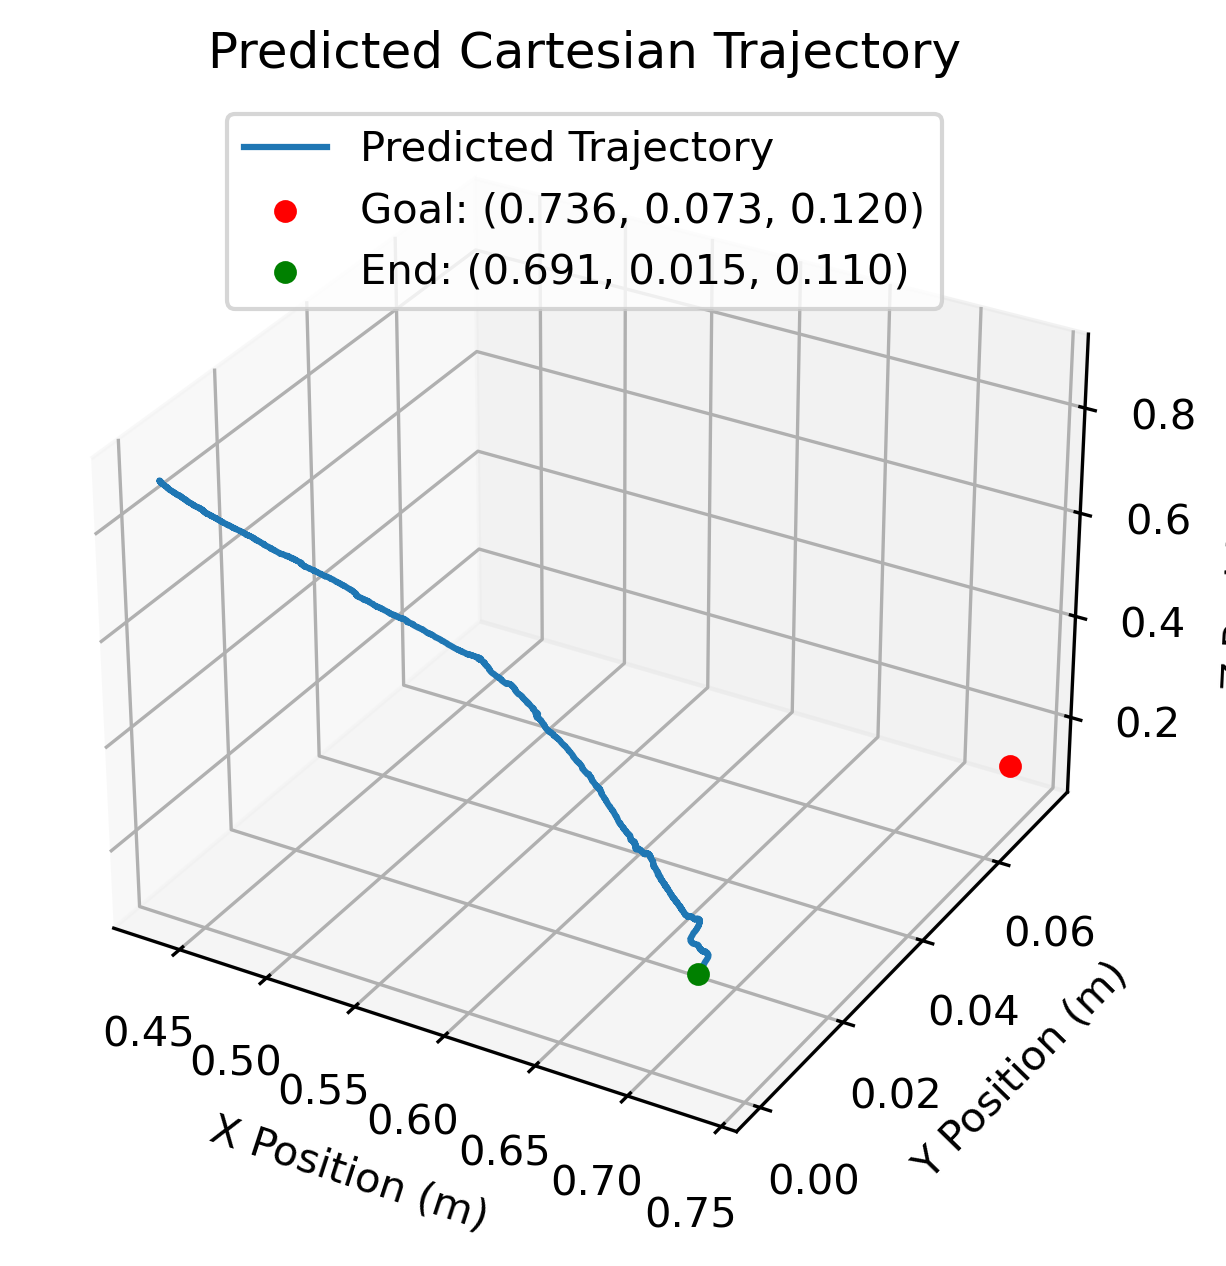 Predicted Cartesian Trajectory
Predicted Trajectory
Goal: (0.736, 0.073, 0.120)
End: (0.691, 0.015, 0.110)
0.8
0.6
0.4
0.2
0.06
0.04
0.02
0.00
Y Position (m)
0.45
0.50
0.55
0.60
0.65
0.70
0.75
X Position (m)